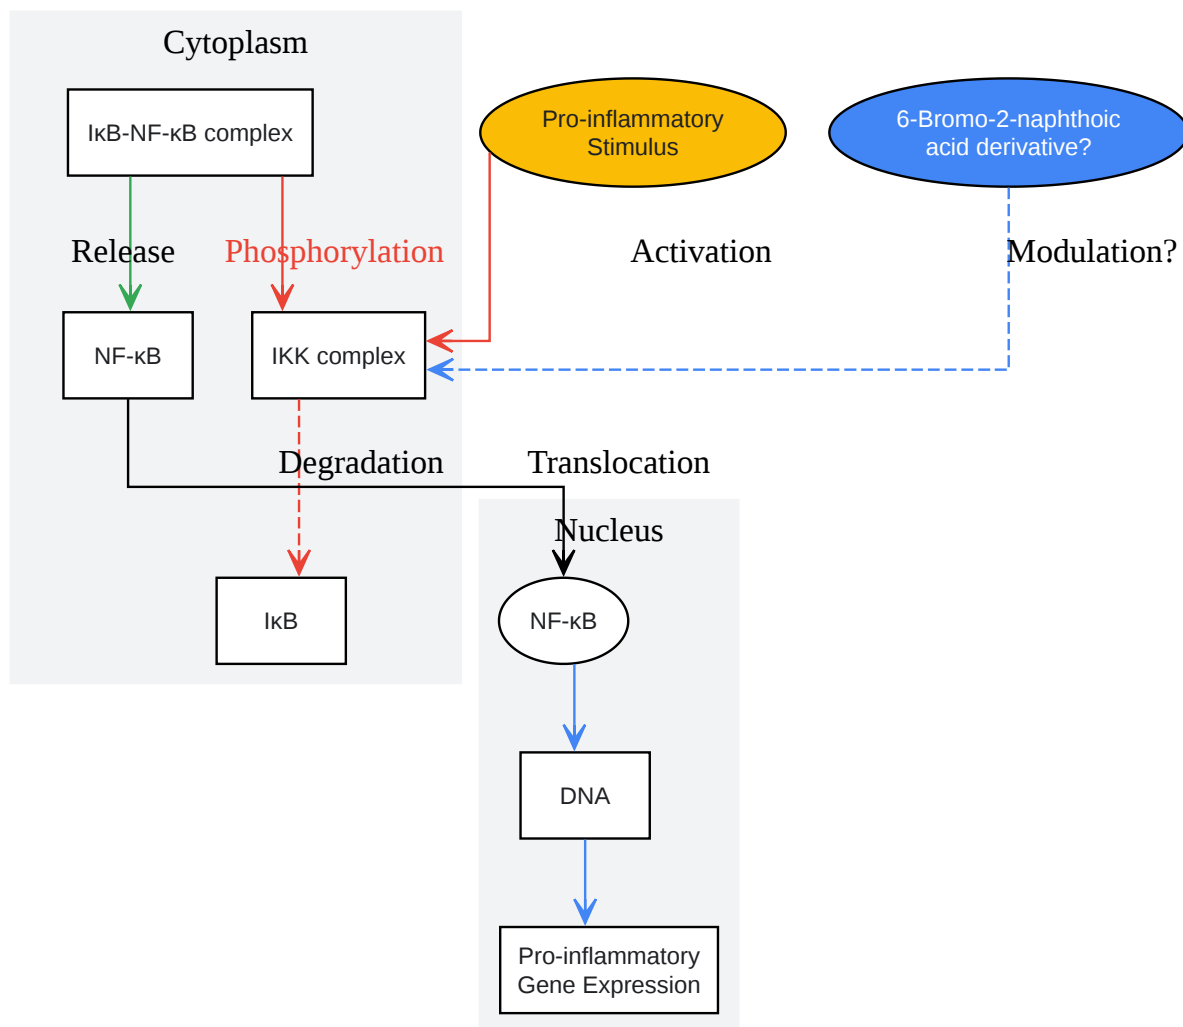 Cytoplasm
IκB-NF-κB complex
Pro-inflammatory
Stimulus
6-Bromo-2-naphthoic
acid derivative?
Release
Phosphorylation
Activation
Modulation?
NF-κB
IKK complex
Degradation
Translocation
Nucleus
IκB
NF-κB
DNA
Pro-inflammatory
Gene Expression